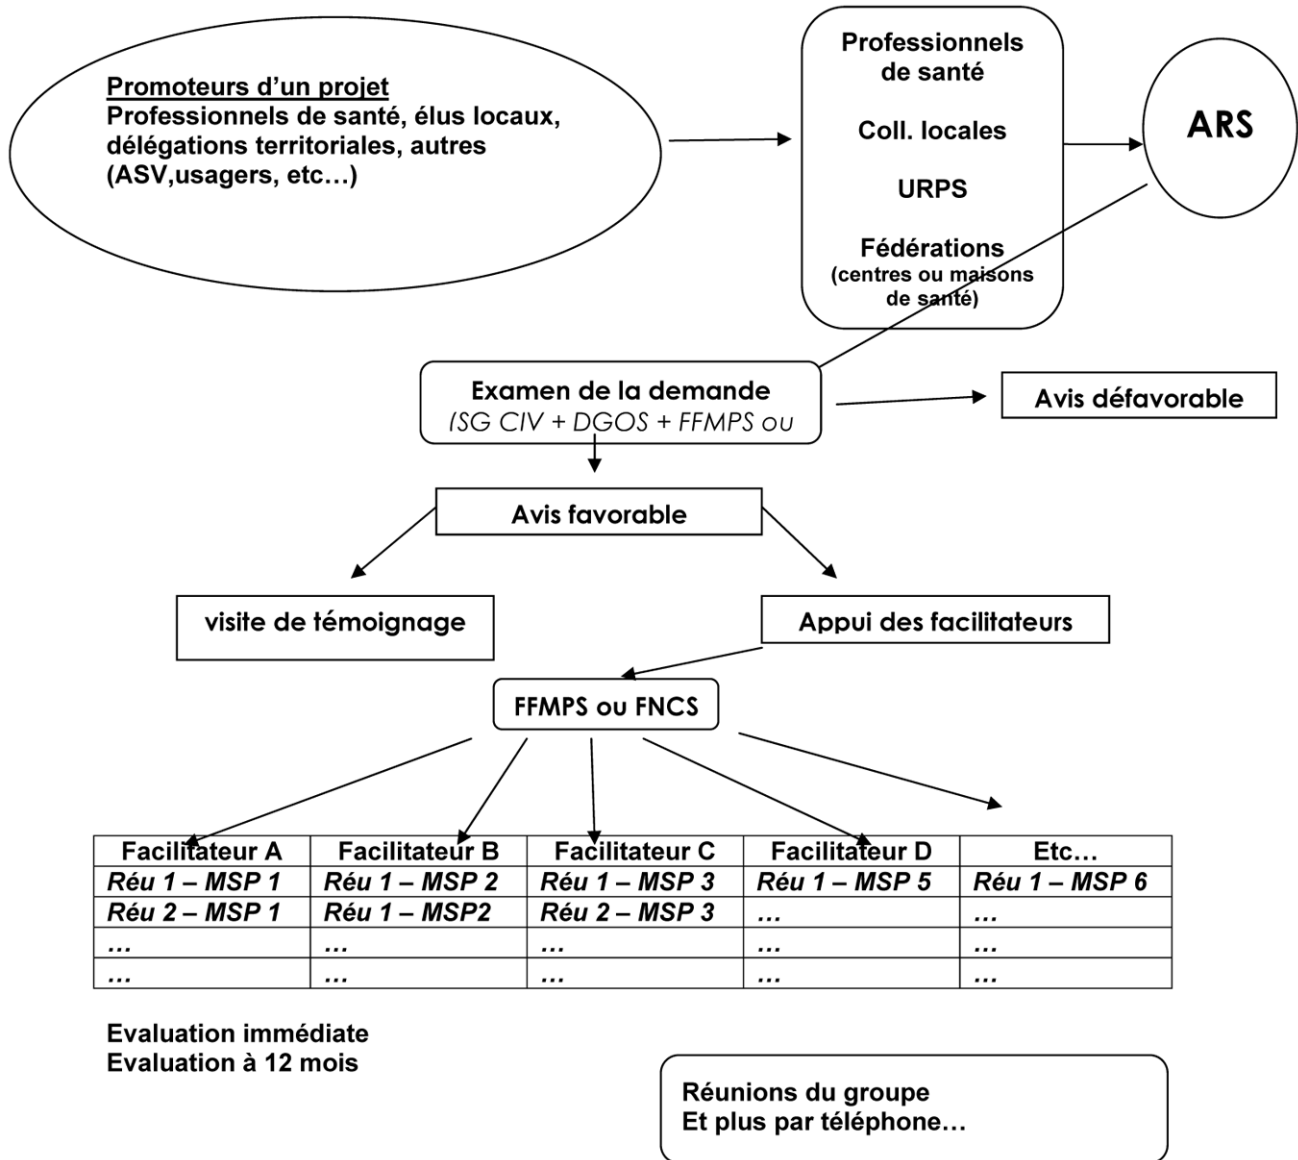 Promoteurs d'un projet
Professionnels de santé, élus locaux,
délégations territoriales, autres
(ASV,usagers, etc…)
Professionnels
de santé
Coll. locales
URPS
Fédérations
(centres ou maisons
de santé)
ARS
Examen de la demande
(SG CIV + DGOS + FFMPS ou
Avis défavorable
Avis favorable
visite de témoignage
Appui des facilitateurs
FFMPS ou FNCS
Facilitateur A Facilitateur B Facilitateur C Facilitateur D Etc…
Réu 1 – MSP 1 Réu 1 – MSP 2 Réu 1 – MSP 3 Réu 1 – MSP 5 Réu 1 – MSP 6
Réu 2 – MSP 1 Réu 1 – MSP2 Réu 2 – MSP 3 … …
… … … … …
… … … … …
Evaluation immédiate
Evaluation à 12 mois
Réunions du groupe
Et plus par téléphone…